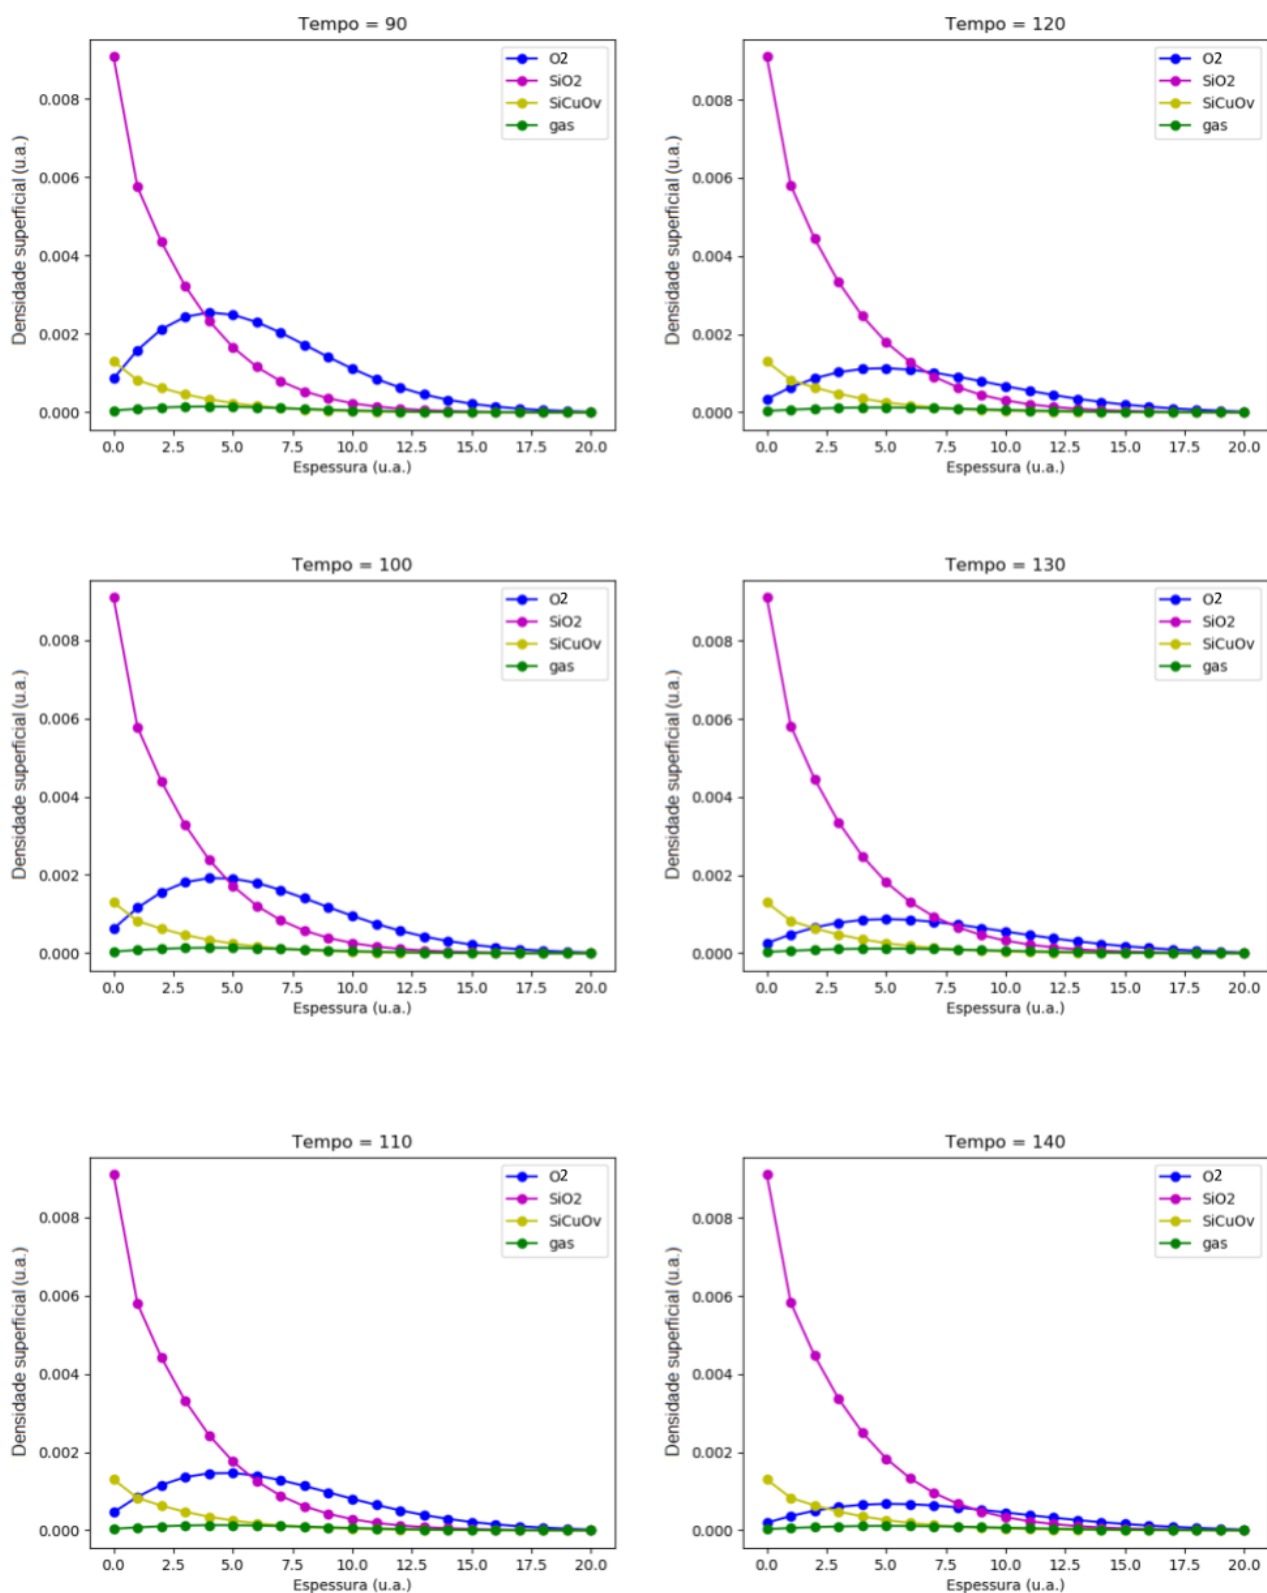 Tempo = 90
O2
SiO2
SiCuOv
gas
Densidade superficial (u.a.)
0.008
0.006
0.004
0.002
0.000
0.0 2.5 5.0 7.5 10.0 12.5 15.0 17.5 20.0
Espessura (u.a.)
Tempo = 120
O2
SiO2
SiCuOv
gas
Densidade superficial (u.a.)
0.008
0.006
0.004
0.002
0.000
0.0 2.5 5.0 7.5 10.0 12.5 15.0 17.5 20.0
Espessura (u.a.)
Tempo = 100
O2
SiO2
SiCuOv
gas
Densidade superficial (u.a.)
0.008
0.006
0.004
0.002
0.000
0.0 2.5 5.0 7.5 10.0 12.5 15.0 17.5 20.0
Espessura (u.a.)
Tempo = 130
O2
SiO2
SiCuOv
gas
Densidade superficial (u.a.)
0.008
0.006
0.004
0.002
0.000
0.0 2.5 5.0 7.5 10.0 12.5 15.0 17.5 20.0
Espessura (u.a.)
Tempo = 110
O2
SiO2
SiCuOv
gas
Densidade superficial (u.a.)
0.008
0.006
0.004
0.002
0.000
0.0 2.5 5.0 7.5 10.0 12.5 15.0 17.5 20.0
Espessura (u.a.)
Tempo = 140
O2
SiO2
SiCuOv
gas
Densidade superficial (u.a.)
0.008
0.006
0.004
0.002
0.000
0.0 2.5 5.0 7.5 10.0 12.5 15.0 17.5 20.0
Espessura (u.a.)